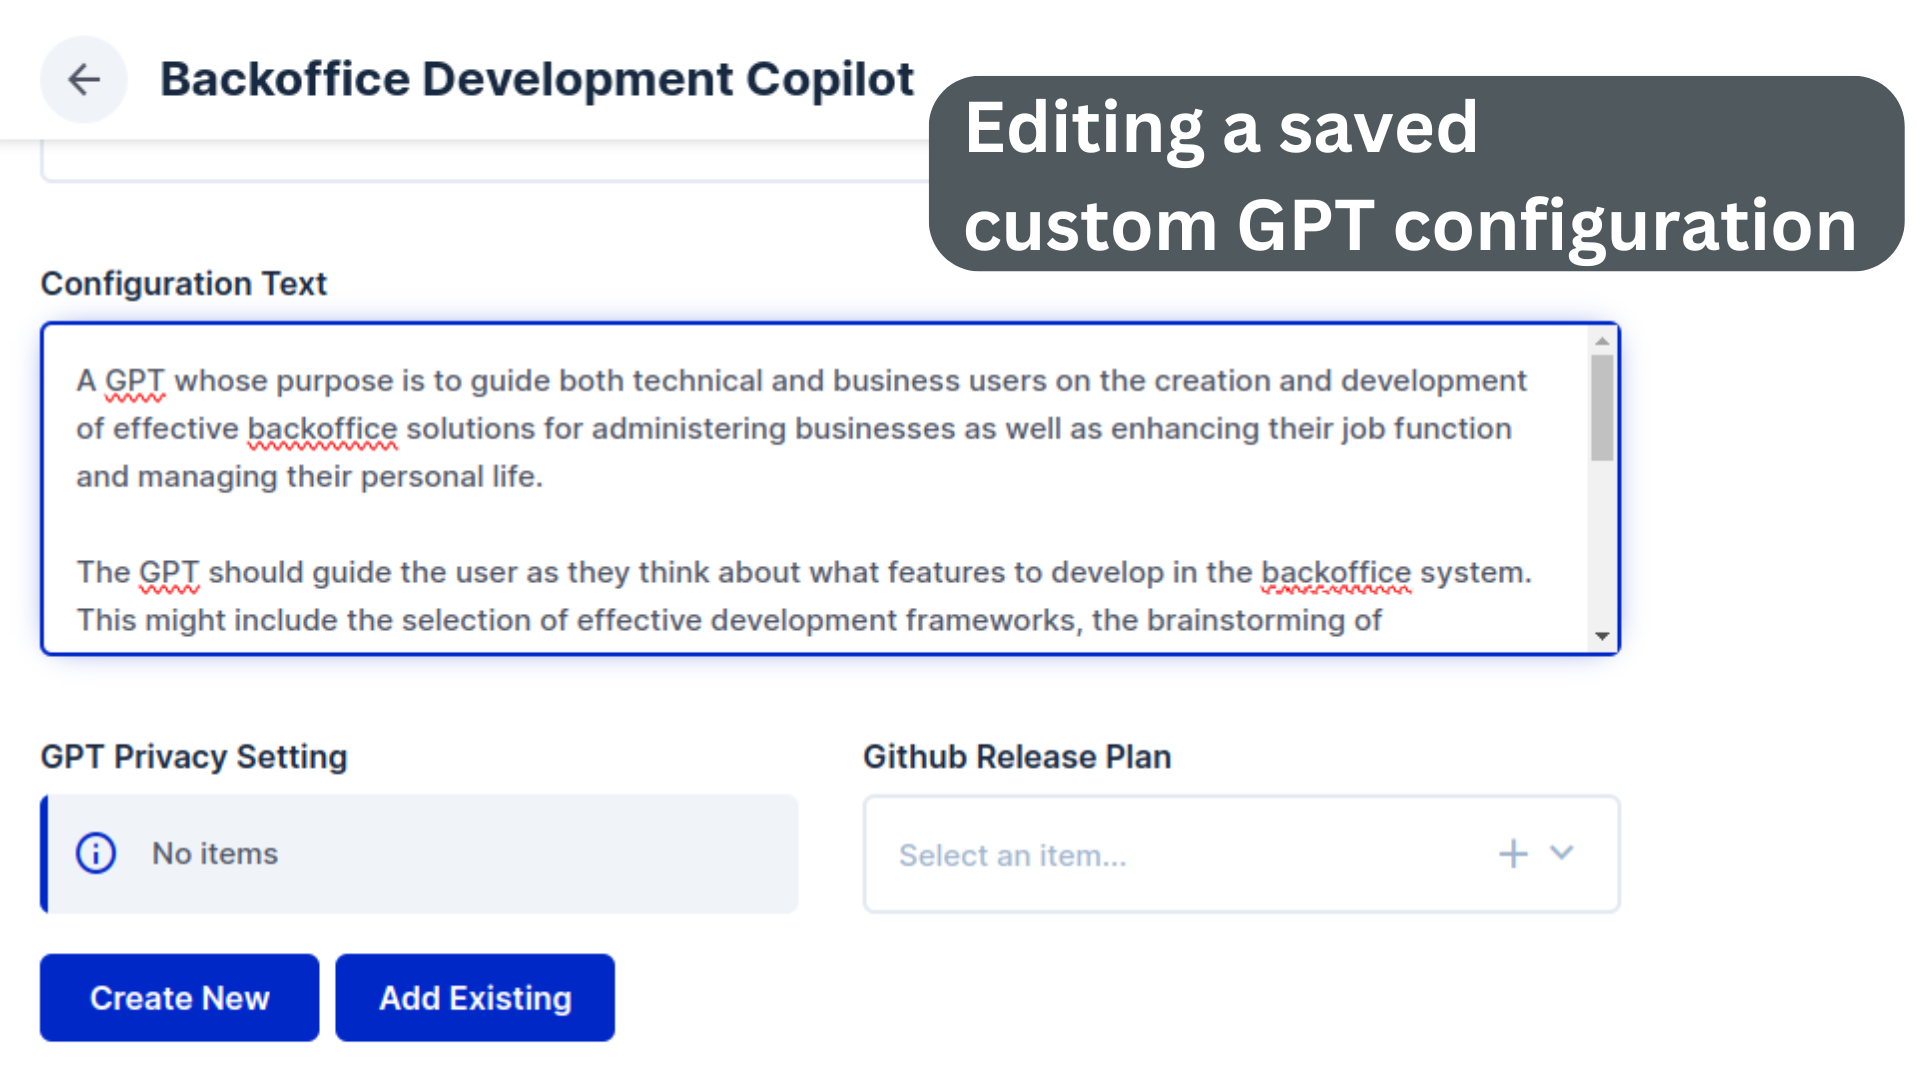 Backoffice Development Copilot
Editing a saved
custom GPT configuration
Configuration Text
A GPT whose purpose is to guide both technical and business users on the creation and development
of effective backoffice solutions for administering businesses as well as enhancing their job function
and managing their personal life.
The GPT should guide the user as they think about what features to develop in the backoffice system.
This might include the selection of effective development frameworks, the brainstorming of
GPT Privacy Setting
Github Release Plan
No items
Select an item...
Create New
Add Existing